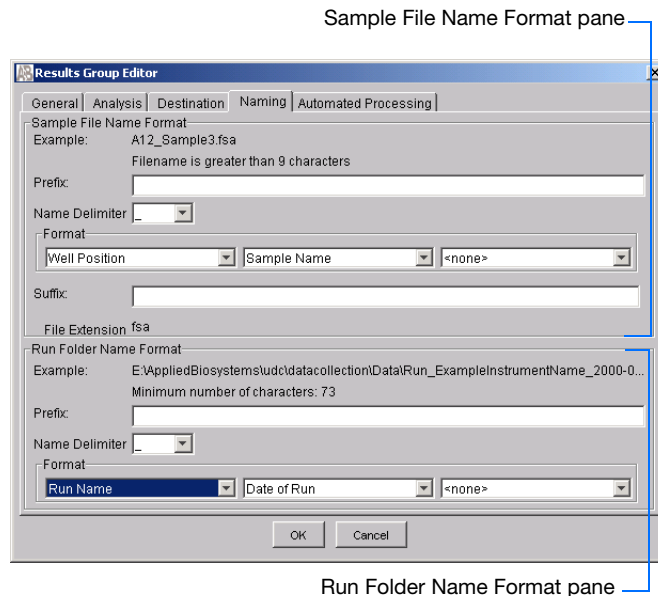 Sample File Name Format pane
Results Group Editor
General Analysis Destination Naming Automated Processing
Sample File Name Format
Example: A12_Sample3.fsa
Filename is greater than 9 characters
Prefix:
Name Delimiter _
Format
Well Position Sample Name <none>
Suffix:
File Extension fsa
Run Folder Name Format
Example: E:\AppliedBiosystems\udc\datacollection\Data\Run_ExampleInstrumentName_2000-0...
Minimum number of characters: 73
Prefix:
Name Delimiter _
Format
Run Name Date of Run <none>
OK Cancel
Run Folder Name Format pane